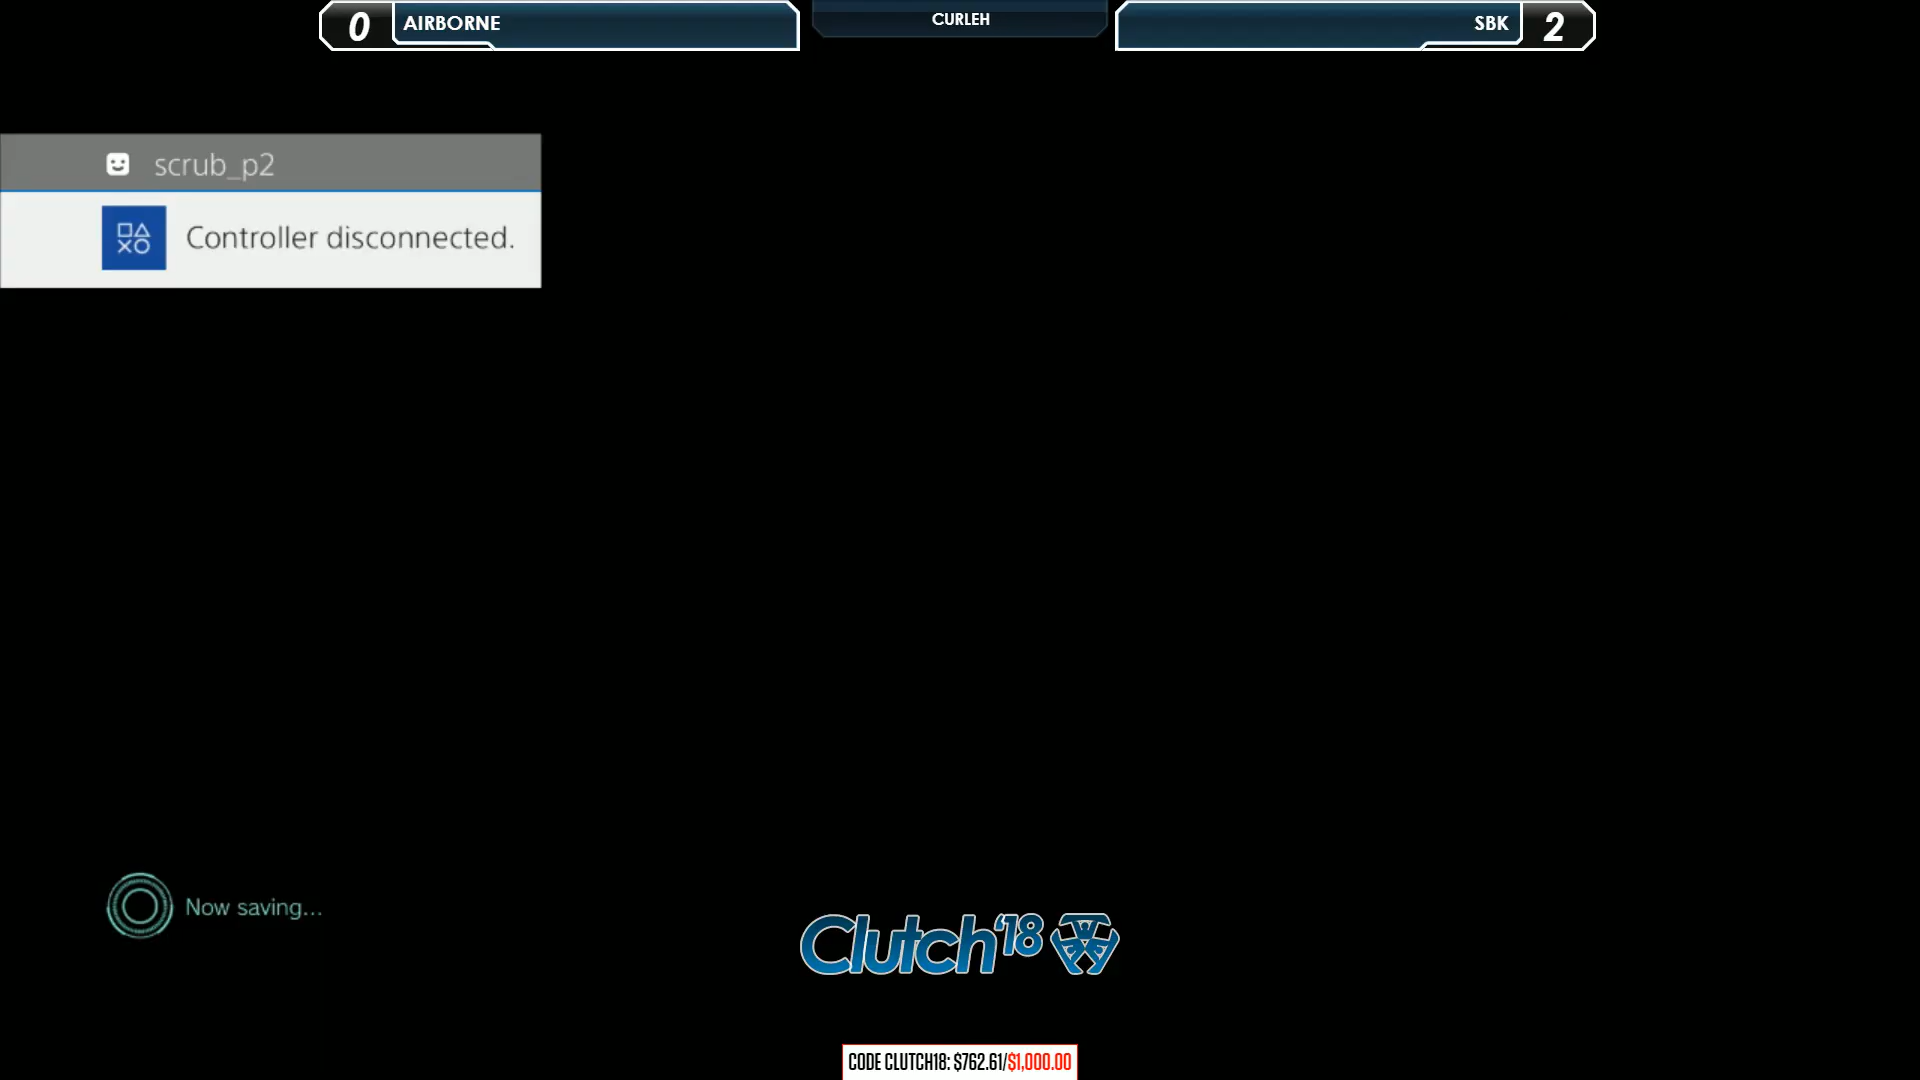 0 AIRBORNE
CURLEH
SBK 2
scrub_p2
Controller disconnected.
Now saving...
Clutch'18
CODE CLUTCH18: $762.61/$1,000.00